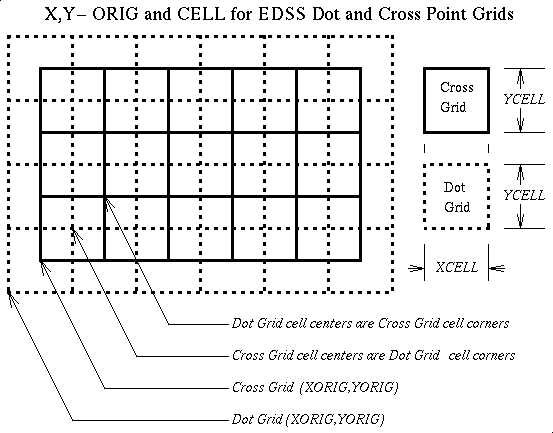 X,Y– ORIG and CELL for EDSS Dot and Cross Point Grids
Cross
Grid
YCELL
Dot
Grid
YCELL
XCELL
Dot Grid cell centers are Cross Grid cell corners
Cross Grid cell centers are Dot Grid cell corners
Cross Grid (XORIG,YORIG)
Dot Grid (XORIG,YORIG)